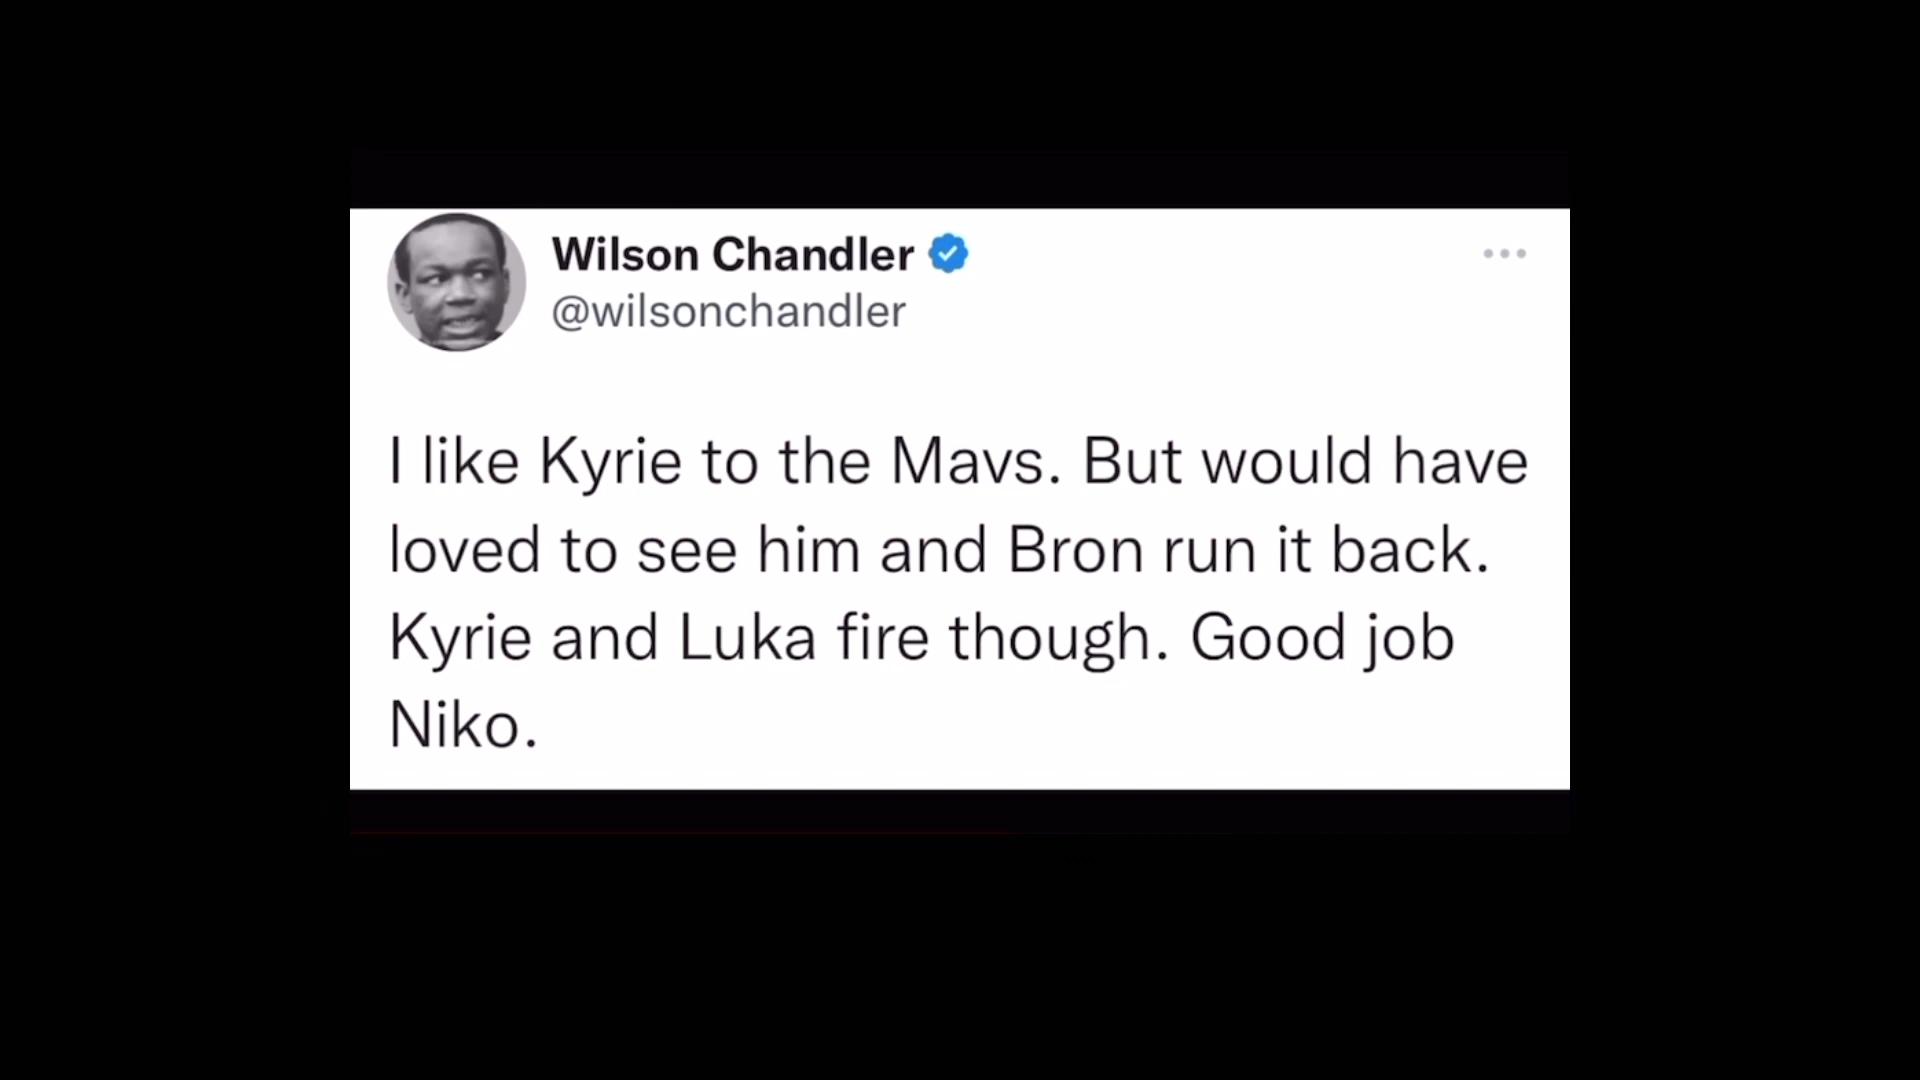 Wilson Chandler
@wilsonchandler
I like Kyrie to the Mavs. But would have
loved to see him and Bron run it back.
Kyrie and Luka fire though. Good job
Niko.